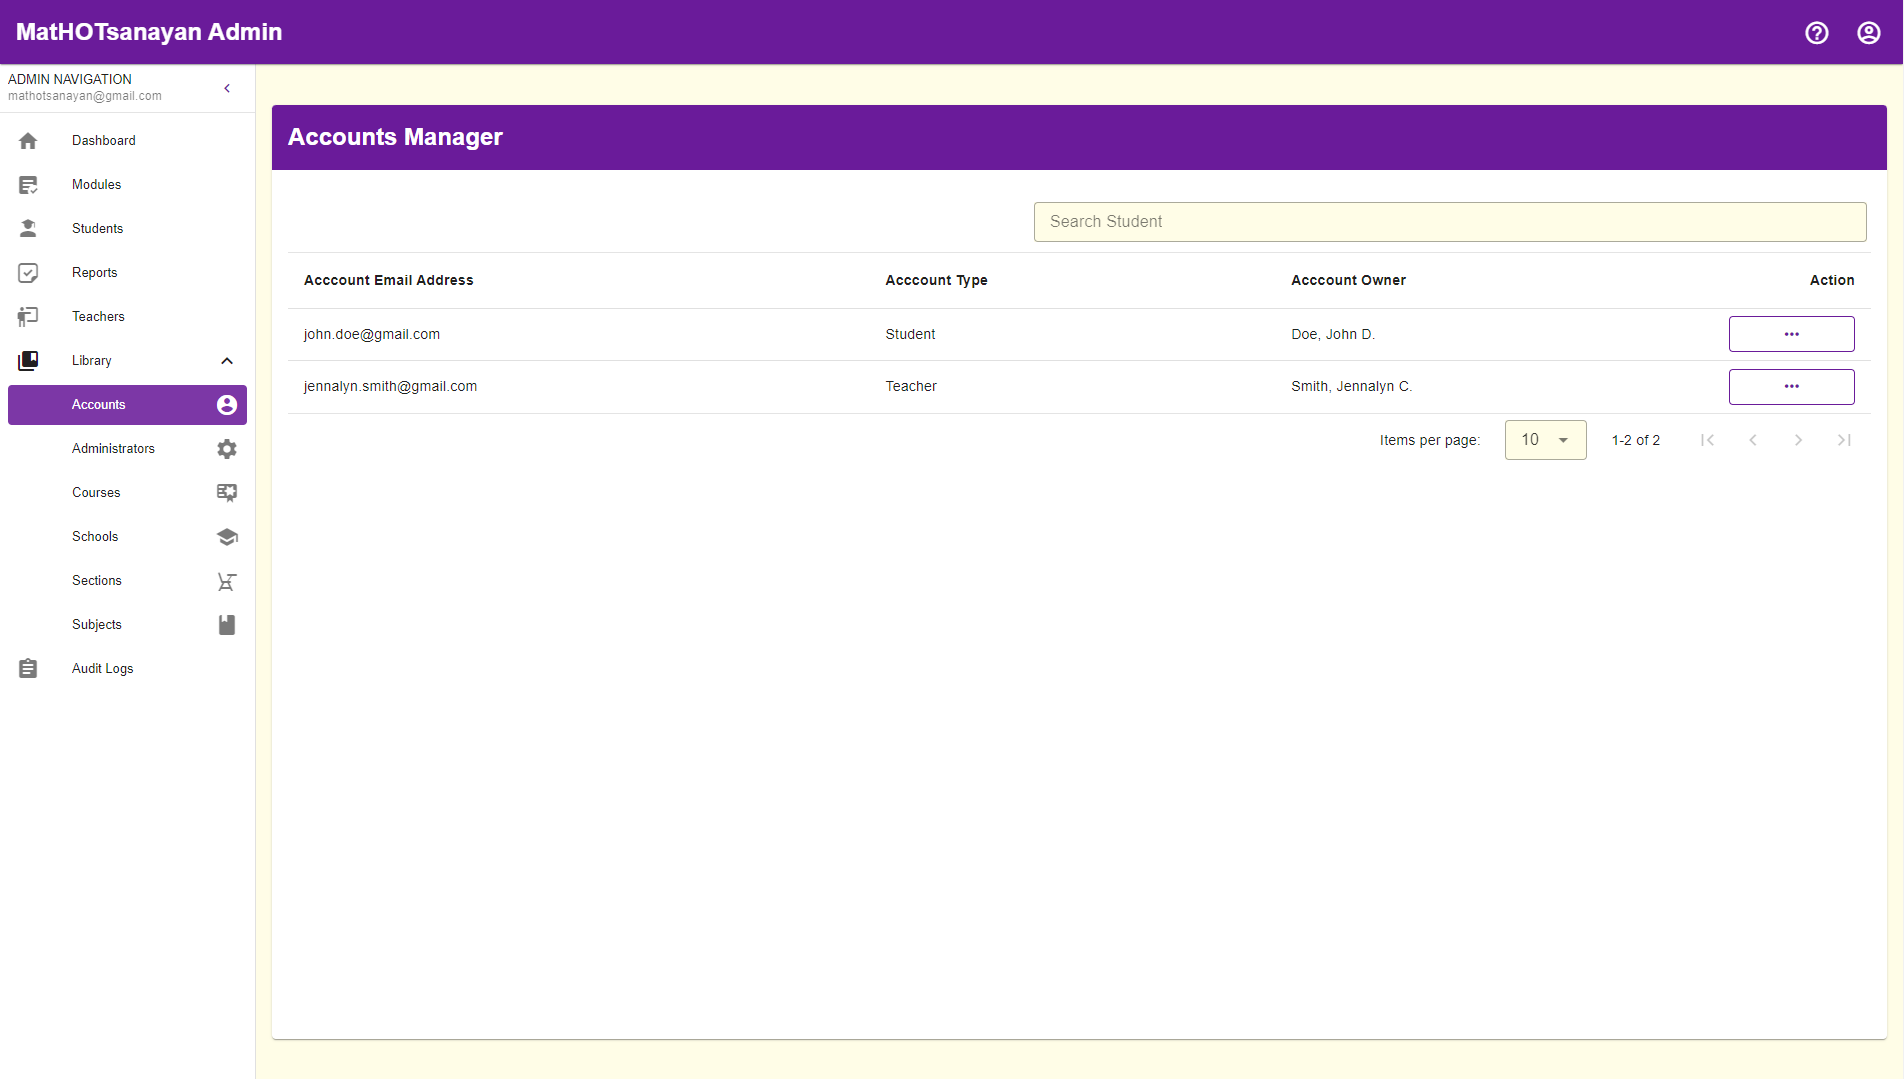 MatHOTsanayan Admin
ADMIN NAVIGATION
mathotsanayan@gmail.com
Dashboard
Modules
Students
Reports
Teachers
Library
Accounts
Administrators
Courses
Schools
Sections
Subjects
Audit Logs
Accounts Manager
Search Student
Acccount Email Address Acccount Type Acccount Owner Action
john.doe@gmail.com Student Doe, John D.
jennalyn.smith@gmail.com Teacher Smith, Jennalyn C.
Items per page: 10 1-2 of 2